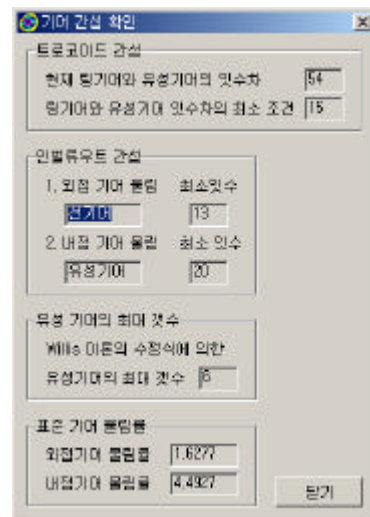 기어 간섭 확인
트로코이드 간섭
현재 링기어와 유성기어의 잇수차 54
링기어와 유성기어 잇수차의 최소 조건 15
인벌류우트 간섭
1. 외접 기어 물림 최소잇수
선기어 13
2. 내접 기어 물림 최소 잇수
유성기어 20
유성 기어의 최대 갯수
Willis 이론의 수정식에 의한
유성기어의 최대 갯수 6
표준 기어 물림률
외접기어 물림률 1.6277
내접기어 물림률 4.4927
닫기